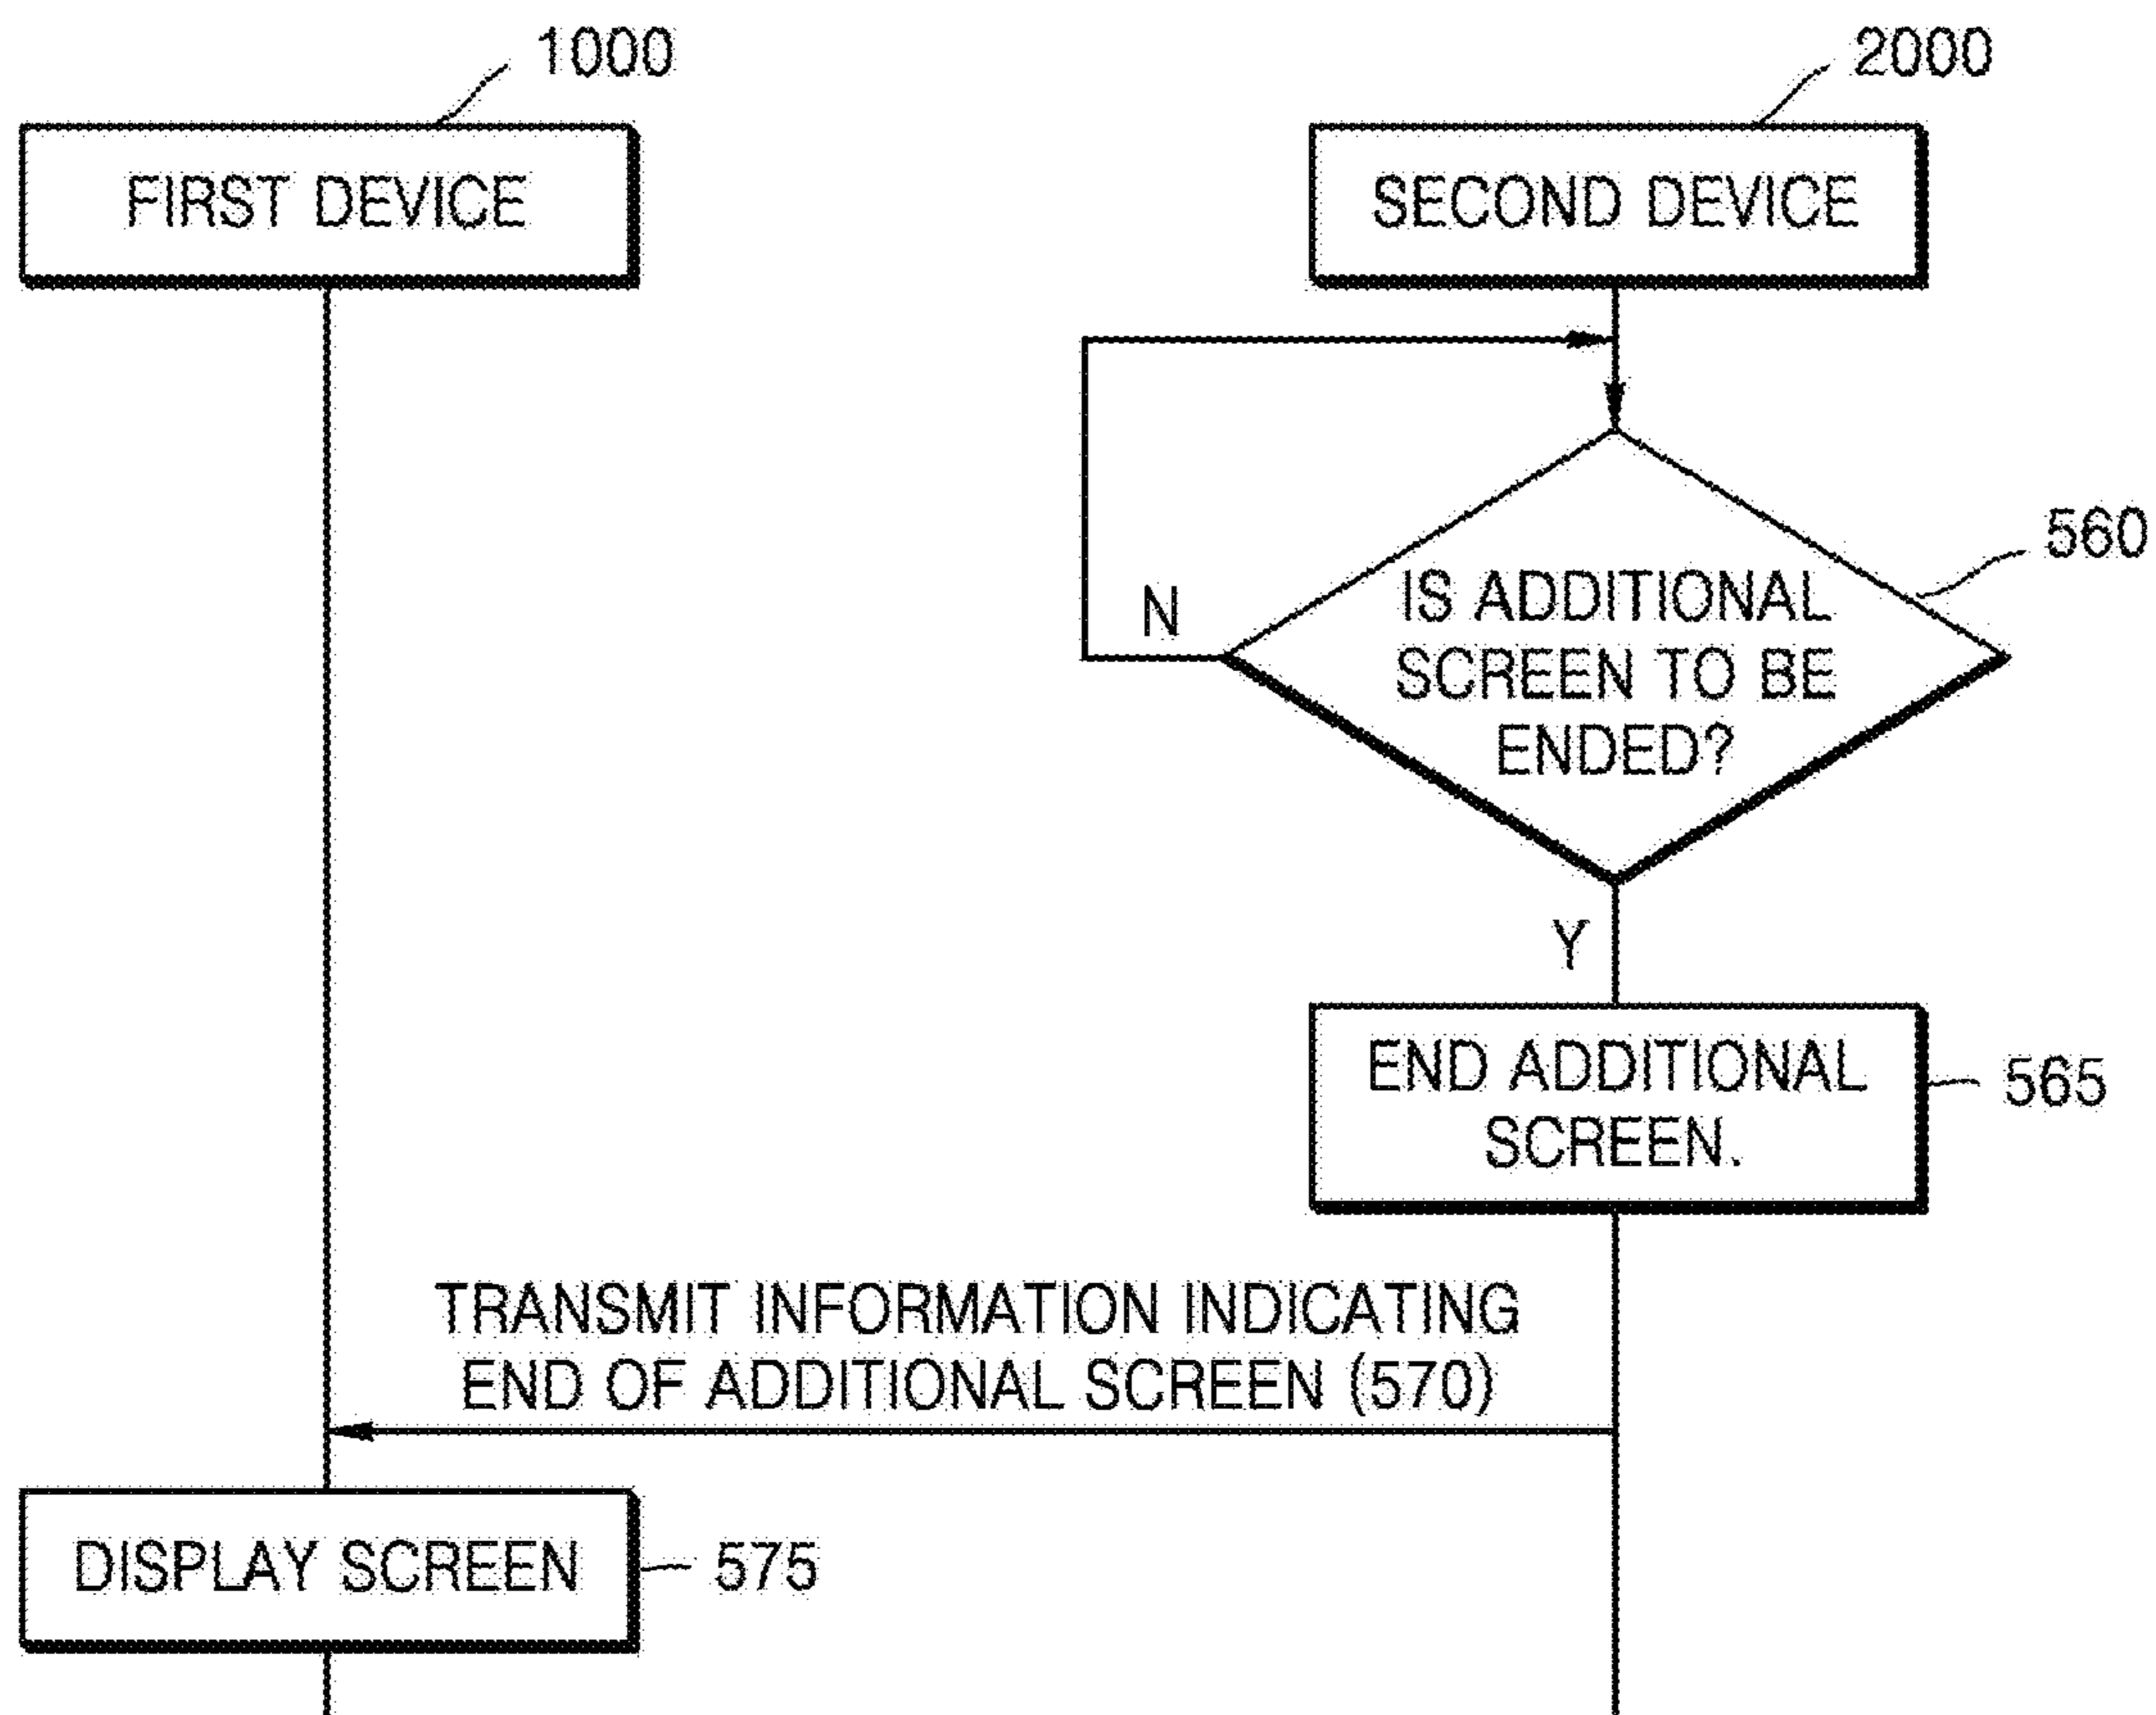 1000
2000
FIRST DEVICE
SECOND DEVICE
560
N
IS ADDITIONAL
SCREEN TO BE
ENDED?
Y
END ADDITIONAL
SCREEN.
565
TRANSMIT INFORMATION INDICATING
END OF ADDITIONAL SCREEN (570)
DISPLAY SCREEN
575